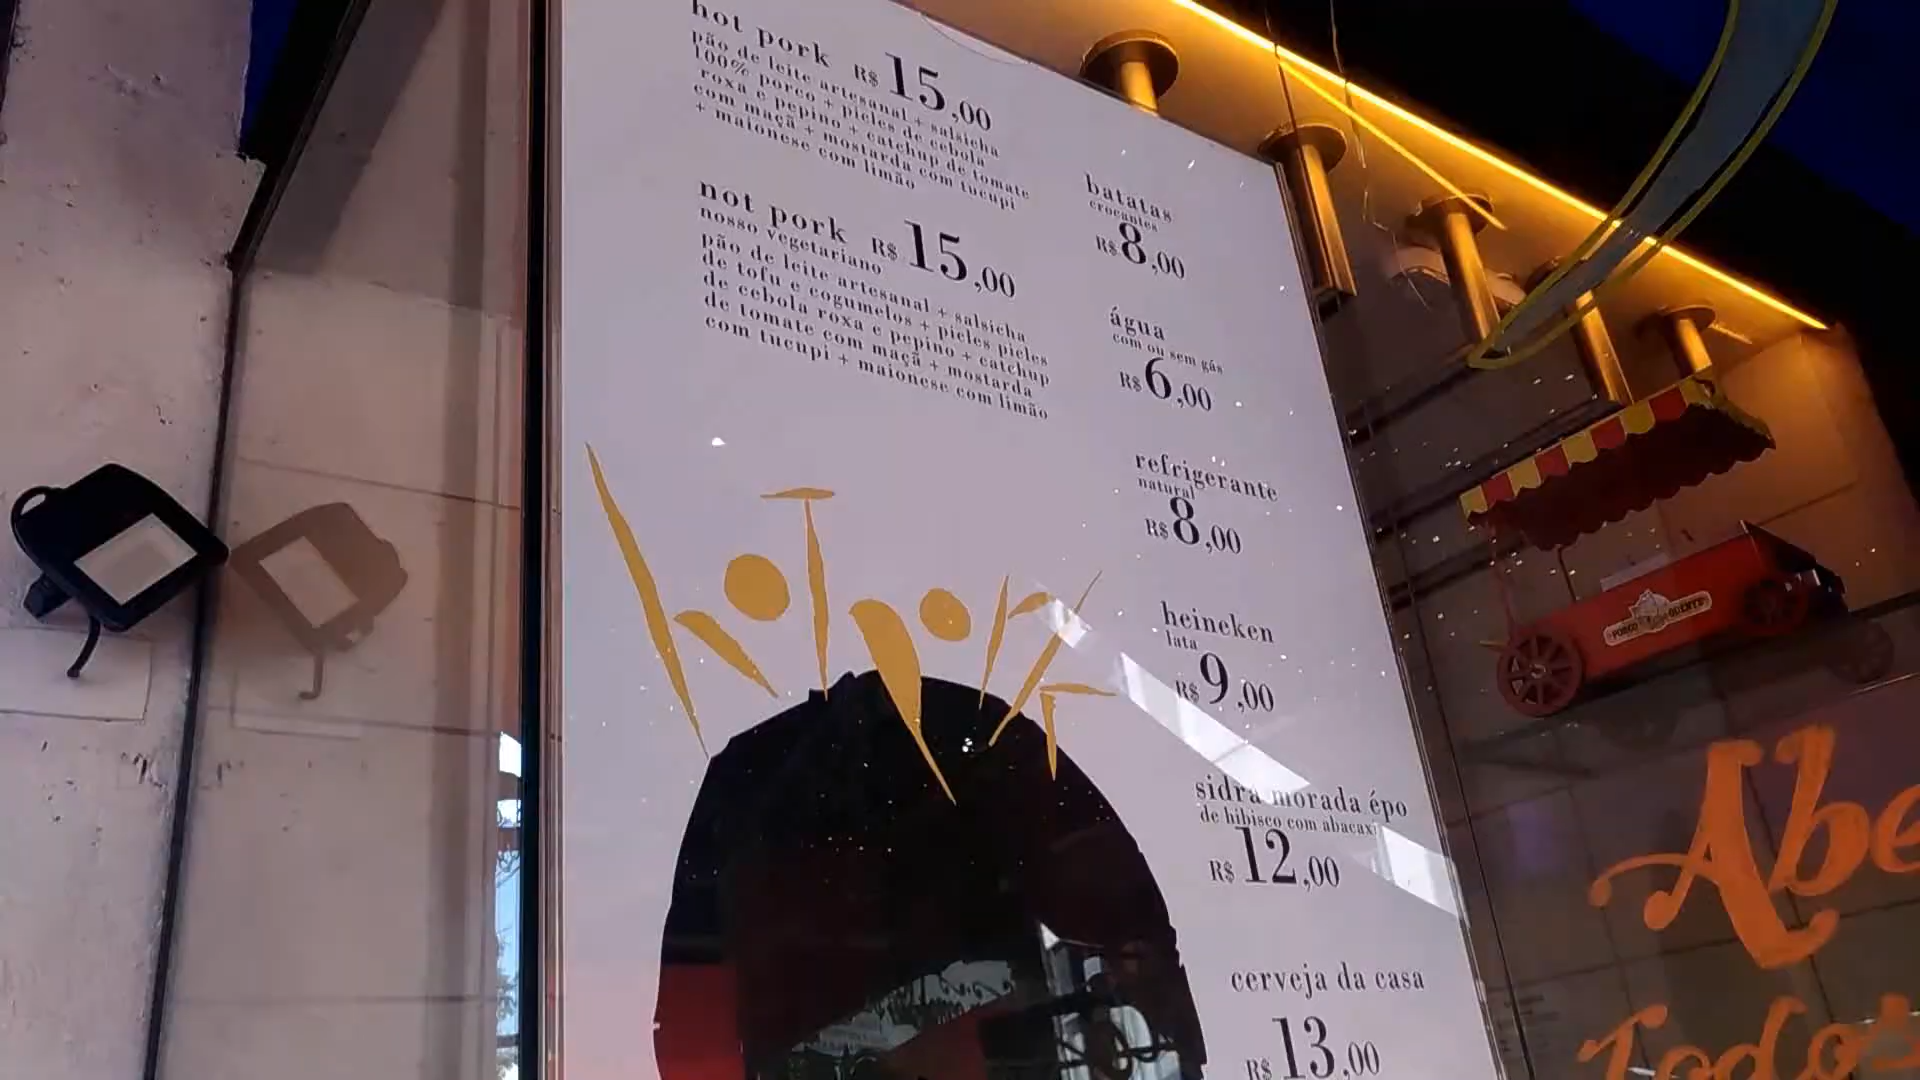 hot pork R$ 15,00
pão de leite artesanal + salsicha
100% porco + picles de cebola
roxa e pepino + catchup de tomate
com maçã + mostarda com tucupi
+ maionese com limão
not pork R$ 15,00
nosso vegetariano
pão de leite artesanal + salsicha
de tofu e cogumelos + picles picles
de cebola roxa e pepino + catchup
de tomate com maçã + mostarda
com tucupi + maionese com limão
batatas
crocantes
R$ 8,00
água
com ou sem gás
R$ 6,00
refrigerante
natural
R$ 8,00
heineken
lata
R$ 9,00
sidra morada épo
de hibisco com abacaxi
R$ 12,00
cerveja da casa
R$ 13,00
hot pork
Abe
Todos